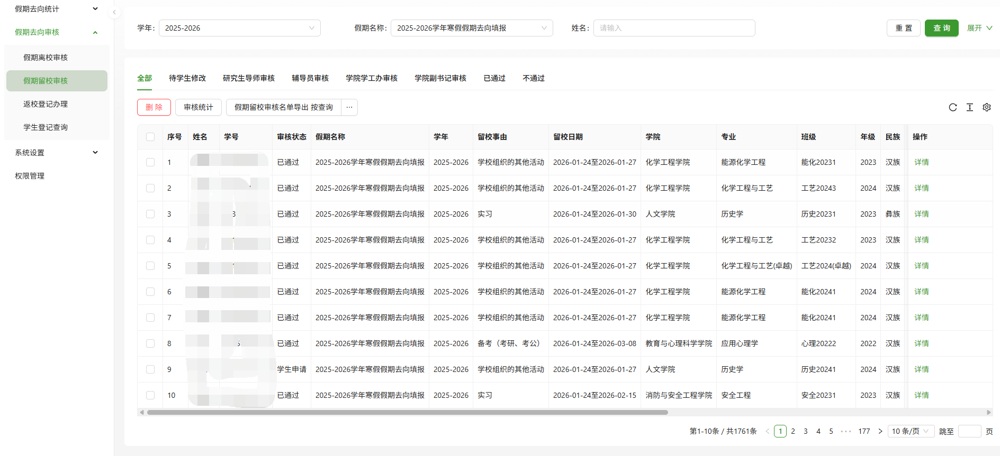 假期去向统计
假期去向审核
假期离校审核
假期留校审核
返校登记办理
学生登记查询
系统设置
权限管理
学年: 2025-2026 假期名称: 2025-2026学年寒假假期去向填报 姓名: 请输入 重 置 查 询 展开
全部 待学生修改 研究生导师审核 辅导员审核 学院学工办审核 学院副书记审核 已通过 不通过
删 除 审核统计 假期留校审核名单导出 按查询 ···
序号 姓名 学号 审核状态 假期名称 学年 留校事由 留校日期 学院 专业 班级 年级 民族 操作
1 已通过 2025-2026学年寒假假期去向填报 2025-2026 学校组织的其他活动 2026-01-24至2026-01-27 化学工程学院 能源化学工程 能化20231 2023 汉族 详情
2 已通过 2025-2026学年寒假假期去向填报 2025-2026 学校组织的其他活动 2026-01-24至2026-01-27 化学工程学院 化学工程与工艺 工艺20243 2024 汉族 详情
3 3 已通过 2025-2026学年寒假假期去向填报 2025-2026 实习 2026-01-24至2026-01-30 人文学院 历史学 历史20231 2023 彝族 详情
4 已通过 2025-2026学年寒假假期去向填报 2025-2026 学校组织的其他活动 2026-01-24至2026-01-27 化学工程学院 化学工程与工艺 工艺20232 2023 汉族 详情
5 已通过 2025-2026学年寒假假期去向填报 2025-2026 学校组织的其他活动 2026-01-24至2026-01-27 化学工程学院 化学工程与工艺(卓越) 工艺2024(卓越) 2024 汉族 详情
6 已通过 2025-2026学年寒假假期去向填报 2025-2026 学校组织的其他活动 2026-01-24至2026-01-27 化学工程学院 能源化学工程 能化20241 2024 汉族 详情
7 已通过 2025-2026学年寒假假期去向填报 2025-2026 学校组织的其他活动 2026-01-24至2026-01-27 化学工程学院 能源化学工程 能化20241 2024 汉族 详情
8 已通过 2025-2026学年寒假假期去向填报 2025-2026 备考（考研、考公） 2026-01-24至2026-03-08 教育与心理科学学院 应用心理学 心理20222 2022 汉族 详情
9 学生申请 2025-2026学年寒假假期去向填报 2025-2026 学校组织的其他活动 2026-01-24至2026-01-27 人文学院 历史学 历史20241 2024 汉族 详情
10 已通过 2025-2026学年寒假假期去向填报 2025-2026 实习 2026-01-24至2026-02-15 消防与安全工程学院 安全工程 安全20231 2023 汉族 详情
第1-10条 / 共1761条 < 1 2 3 4 5 ··· 177 > 10 条/页 跳至 页